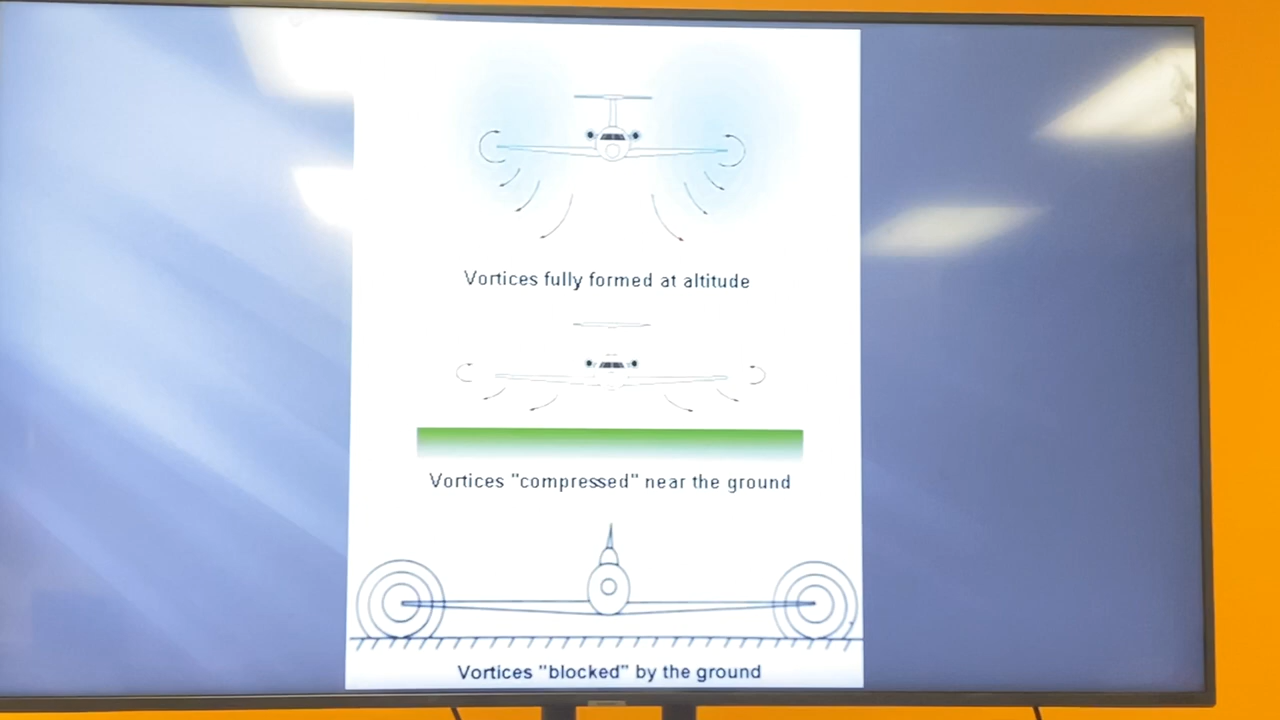 Vortices fully formed at altitude
Vortices "compressed" near the ground
Vortices "blocked" by the ground